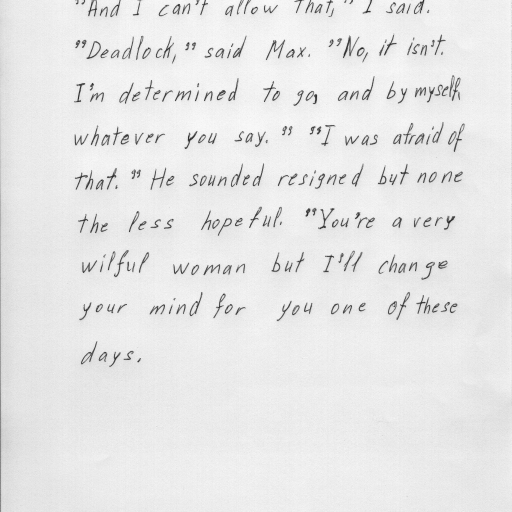 "And I can't allow that," I said.
"Deadlock," said Max. "No, it isn't.
I'm determined to go, and by myself,
whatever you say." "I was afraid of
that." He sounded resigned but none
the less hopeful. "You're a very
wilful woman but I'll change
your mind for you one of these
days.